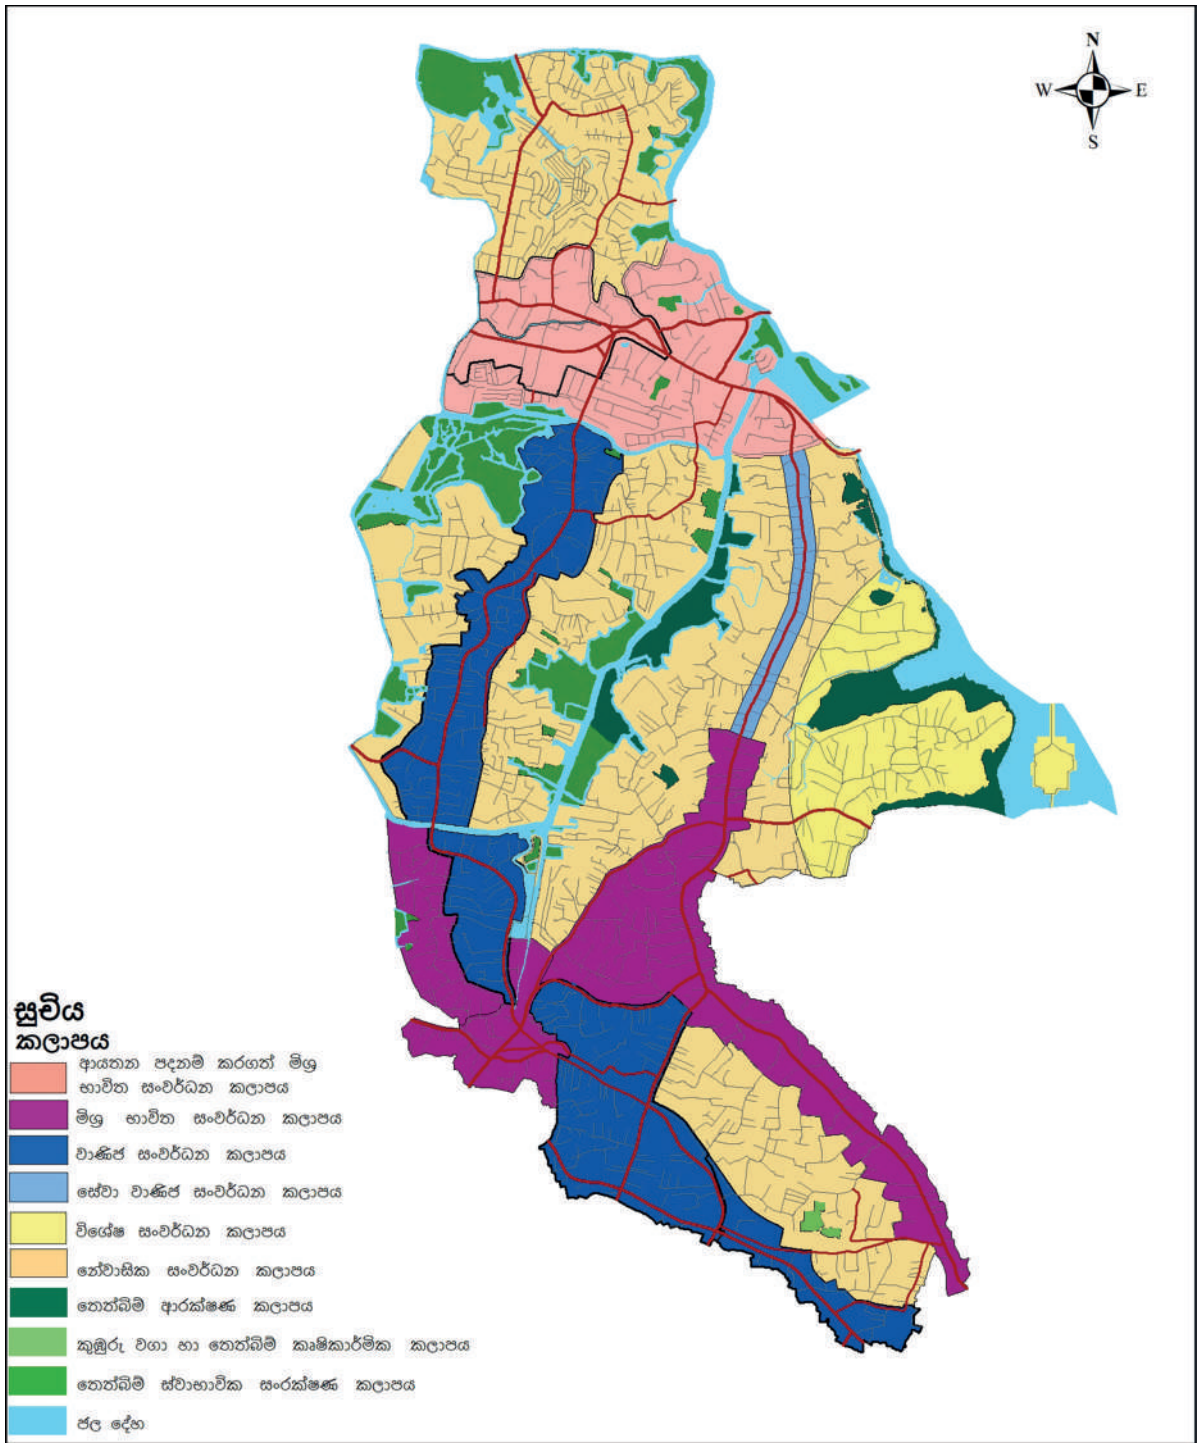 N
W E
S
සුචිය
කලාපය
ආයතන පදනම් කරගත් මිශ්‍ර
භාවිත සංවර්ධන කලාපය
මිශ්‍ර භාවිත සංවර්ධන කලාපය
වාණිජ සංවර්ධන කලාපය
සේවා වාණිජ සංවර්ධන කලාපය
විශේෂ සංවර්ධන කලාපය
නේවාසික සංවර්ධන කලාපය
තෙත්බිම් ආරක්ෂණ කලාපය
කුඹුරු වගා හා තෙත්බිම් කෘෂිකාර්මික කලාපය
තෙත්බිම් ස්වාභාවික සංරක්ෂණ කලාපය
ජල දේහ